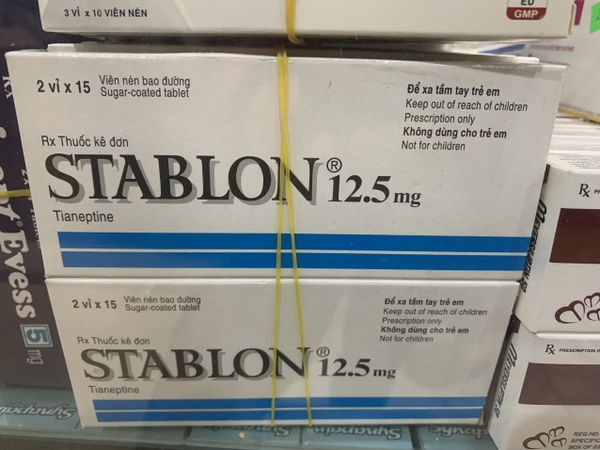 3 vỉ x 10 VIÊN NÉN
EU
GMP
2 vỉ x 15 Viên nén bao đường
Sugar-coated tablet
Để xa tầm tay trẻ em
Keep out of reach of children
Prescription only
Không dùng cho trẻ em
Not for children
Rx Thuốc kê đơn
STABLON® 12.5 mg
Tianeptine
2 vỉ x 15 Viên nén bao đường
Sugar-coated tablet
Để xa tầm tay trẻ em
Keep out of reach of children
Prescription only
Không dùng cho trẻ em
Not for children
Rx Thuốc kê đơn
STABLON® 12.5 mg
Tianeptine
Evess
5
mg
Rx
Rx PRESCRIPTION
REG.NO